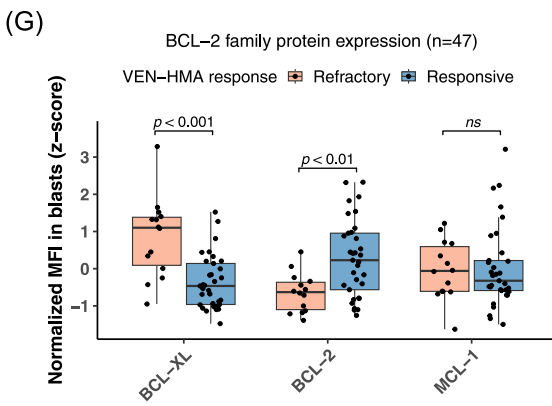 (G)
BCL−2 family protein expression (n=47)
VEN−HMA response Refractory Responsive
Normalized MFI in blasts (z−score)
p < 0.001
p < 0.01
ns
3
2
1
0
−1
BCL−XL
BCL−2
MCL−1